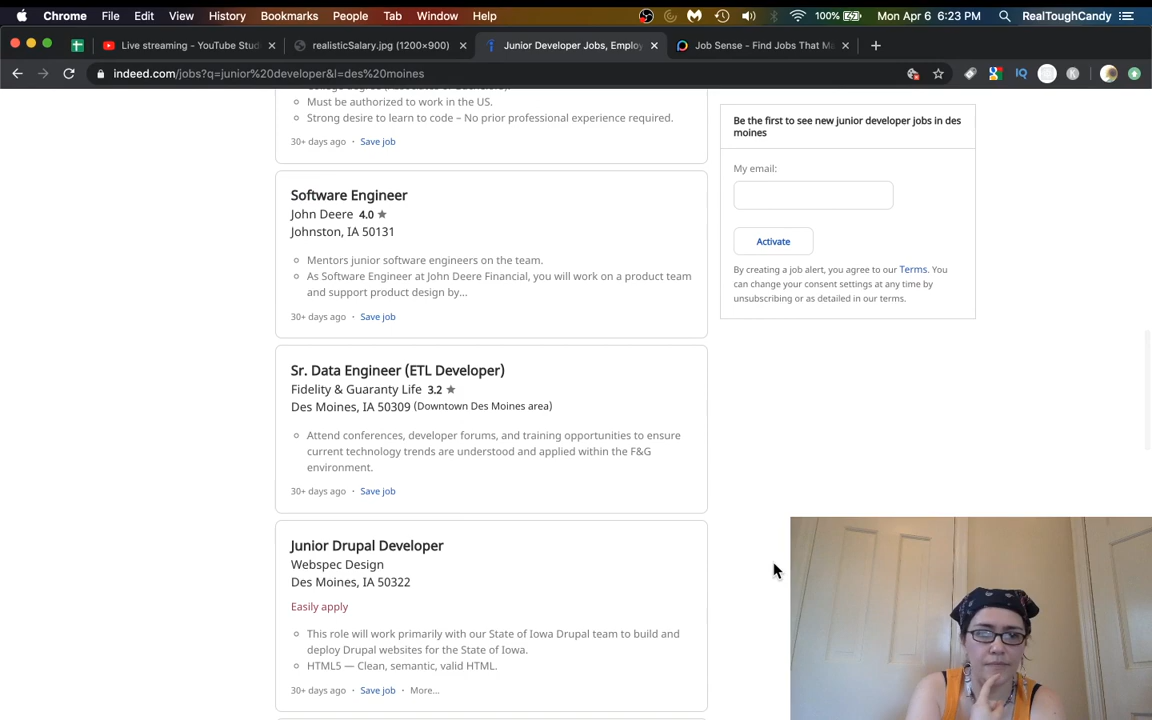 Chrome File Edit View History Bookmarks People Tab Window Help 100% Mon Apr 6 6:23 PM RealToughCandy
Live streaming - YouTube Stud × realisticSalary.jpg (1200×900) × Junior Developer Jobs, Employ × Job Sense - Find Jobs That Ma × +
indeed.com/jobs?q=junior%20developer&l=des%20moines
Must be authorized to work in the US.
Strong desire to learn to code – No prior professional experience required.
30+ days ago · Save job
Be the first to see new junior developer jobs in des
moines
My email:
Activate
By creating a job alert, you agree to our Terms. You
can change your consent settings at any time by
unsubscribing or as detailed in our terms.
Software Engineer
John Deere 4.0 ★
Johnston, IA 50131
Mentors junior software engineers on the team.
As Software Engineer at John Deere Financial, you will work on a product team
and support product design by...
30+ days ago · Save job
Sr. Data Engineer (ETL Developer)
Fidelity & Guaranty Life 3.2 ★
Des Moines, IA 50309 (Downtown Des Moines area)
Attend conferences, developer forums, and training opportunities to ensure
current technology trends are understood and applied within the F&G
environment.
30+ days ago · Save job
Junior Drupal Developer
Webspec Design
Des Moines, IA 50322
Easily apply
This role will work primarily with our State of Iowa Drupal team to build and
deploy Drupal websites for the State of Iowa.
HTML5 — Clean, semantic, valid HTML.
30+ days ago · Save job · More...